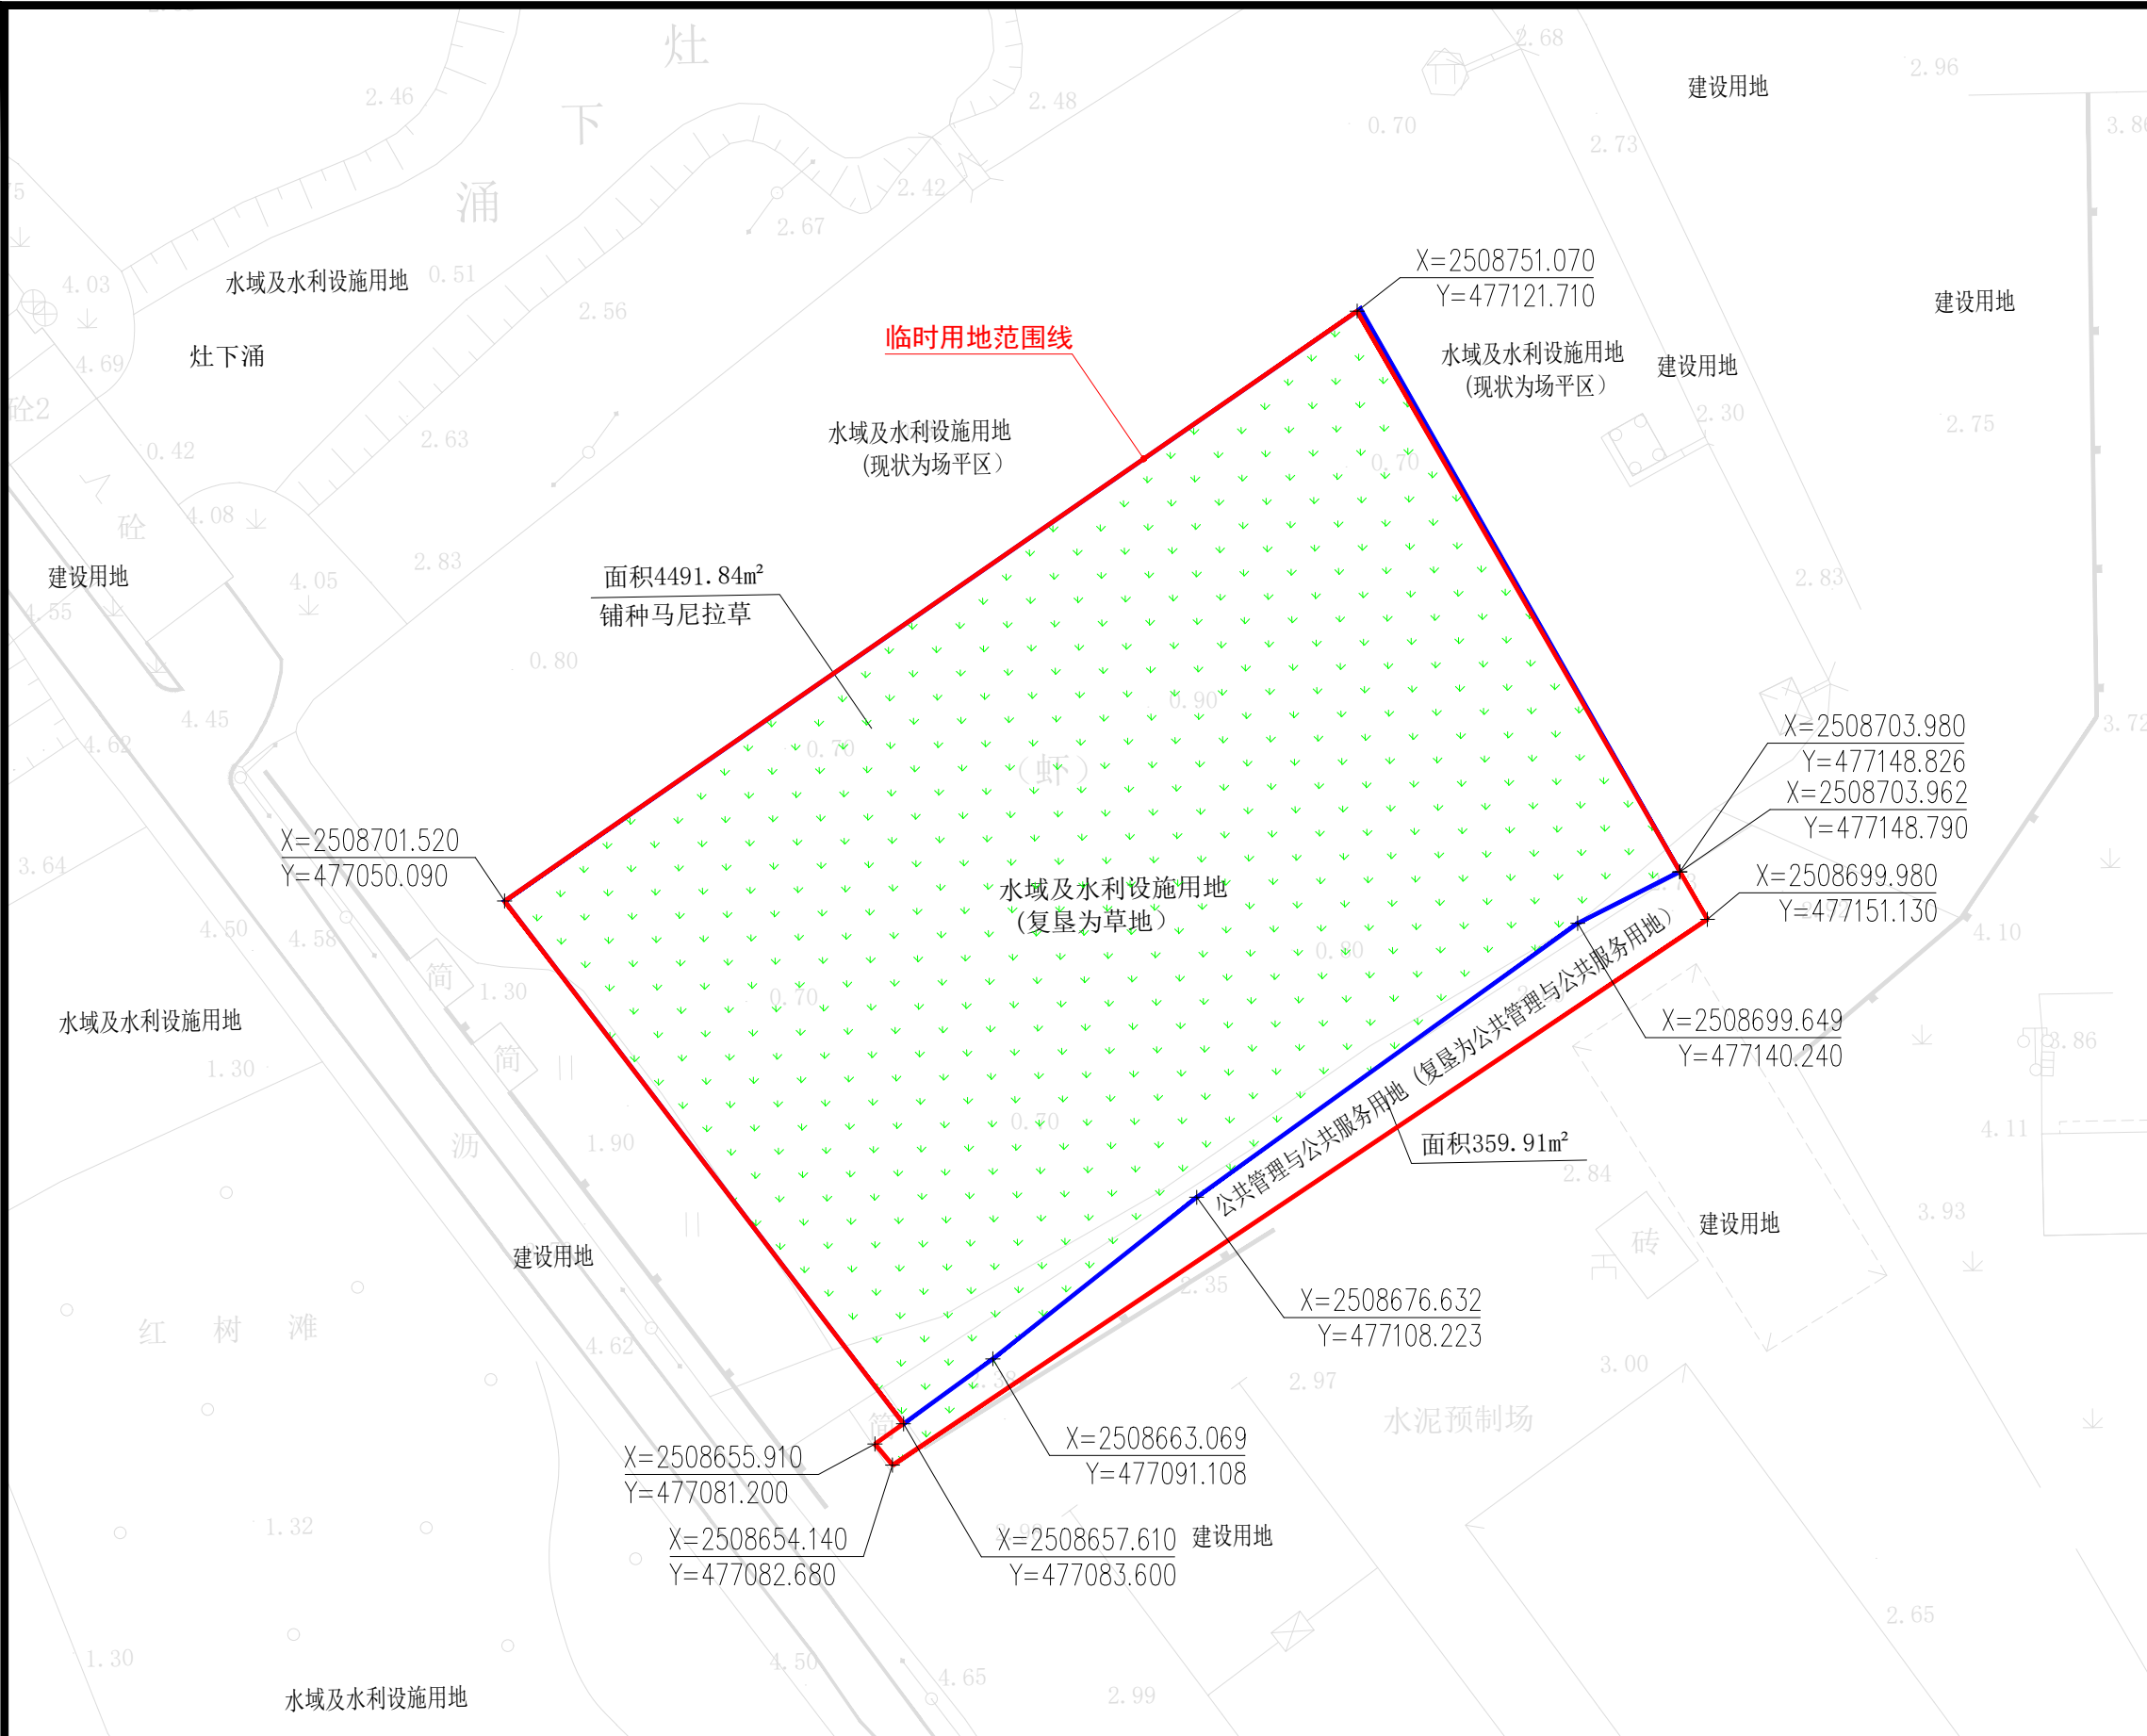 灶
下
涌
2.46
2.48
2.42
2.67
2.68
0.70
2.73
2.96
3.86
建设用地
水域及水利设施用地
0.51
4.03
2.56
灶下涌
4.69
砼2
0.42
2.63
砼
4.08
2.83
4.05
建设用地
4.55
0.80
4.45
4.62
X=2508751.070
Y=477121.710
临时用地范围线
水域及水利设施用地
(现状为场平区)
水域及水利设施用地
(现状为场平区)
建设用地
建设用地
2.30
2.75
0.70
2.83
3.72
面积4491.84㎡
铺种马尼拉草
0.90
0.70
(虾)
X=2508703.980
Y=477148.826
X=2508703.962
Y=477148.790
X=2508699.980
Y=477151.130
X=2508701.520
Y=477050.090
3.64
4.50
4.58
水域及水利设施用地
(复垦为草地)
0.80
0.70
4.10
简
1.30
简
水域及水利设施用地
1.30
沥
1.90
0.70
公共管理与公共服务用地(复垦为公共管理与公共服务用地)
X=2508699.649
Y=477140.240
3.86
4.11
面积359.91㎡
2.84
3.93
砖
建设用地
建设用地
2.35
X=2508676.632
Y=477108.223
红 树 滩
4.62
3.00
2.97
水泥预制场
简
X=2508663.069
Y=477091.108
X=2508655.910
Y=477081.200
X=2508654.140
Y=477082.680
X=2508657.610
Y=477083.600
建设用地
1.32
2.65
1.30
4.50
4.65
2.99
水域及水利设施用地